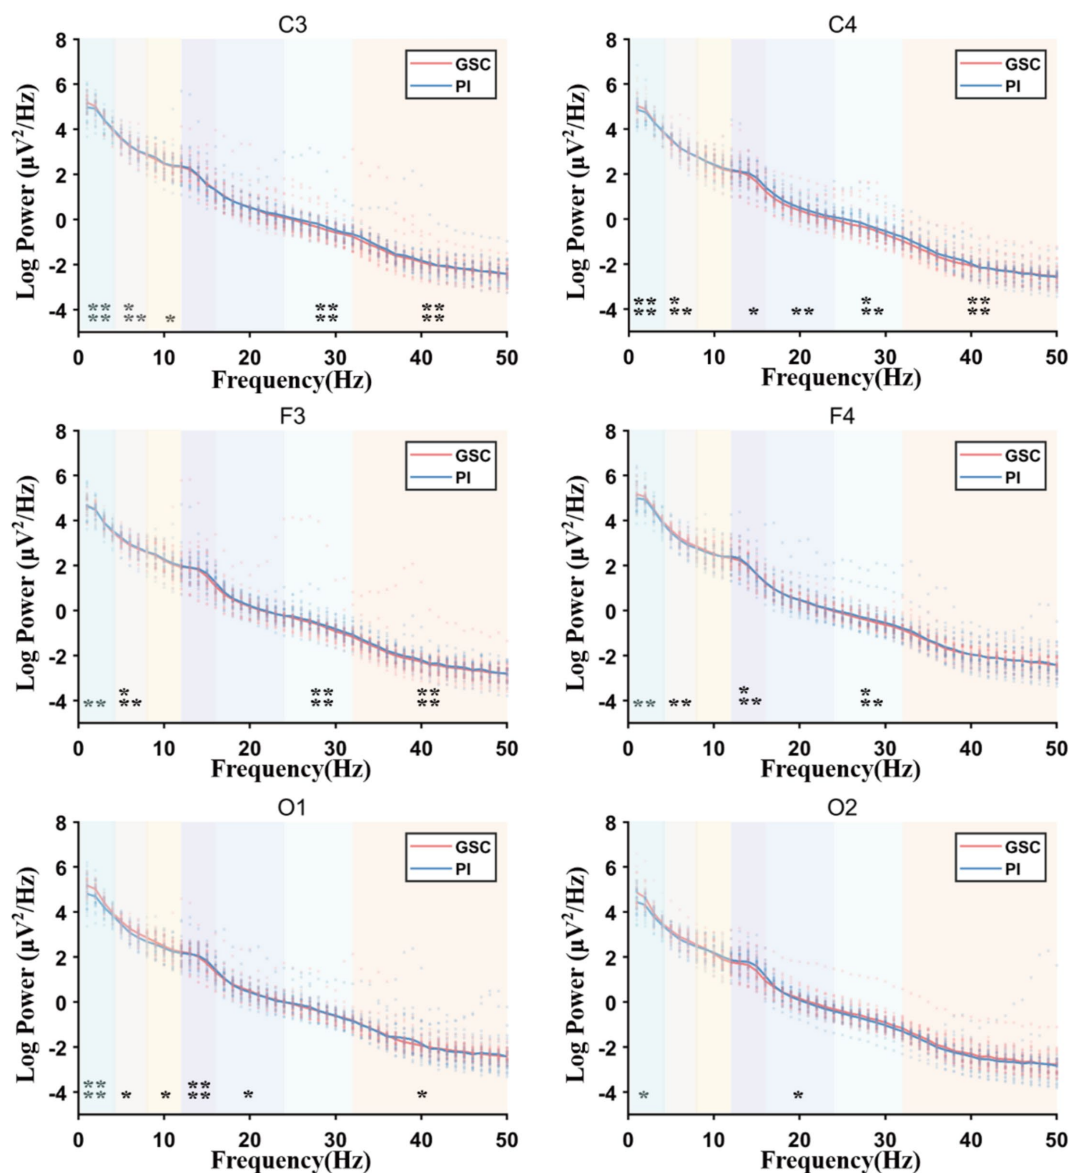 C3
8
6
4
2
0
-2
-4
Log Power (μV²/Hz)
GSC
PI
** * ** **
** ** * ** **
0 10 20 30 40 50
Frequency(Hz)
C4
8
6
4
2
0
-2
-4
Log Power (μV²/Hz)
GSC
PI
** * * **
** ** * ** ** **
0 10 20 30 40 50
Frequency(Hz)
F3
8
6
4
2
0
-2
-4
Log Power (μV²/Hz)
GSC
PI
* ** **
** ** ** **
0 10 20 30 40 50
Frequency(Hz)
F4
8
6
4
2
0
-2
-4
Log Power (μV²/Hz)
GSC
PI
* *
** ** ** **
0 10 20 30 40 50
Frequency(Hz)
O1
8
6
4
2
0
-2
-4
Log Power (μV²/Hz)
GSC
PI
** **
** * * ** * *
0 10 20 30 40 50
Frequency(Hz)
O2
8
6
4
2
0
-2
-4
Log Power (μV²/Hz)
GSC
PI
* *
0 10 20 30 40 50
Frequency(Hz)